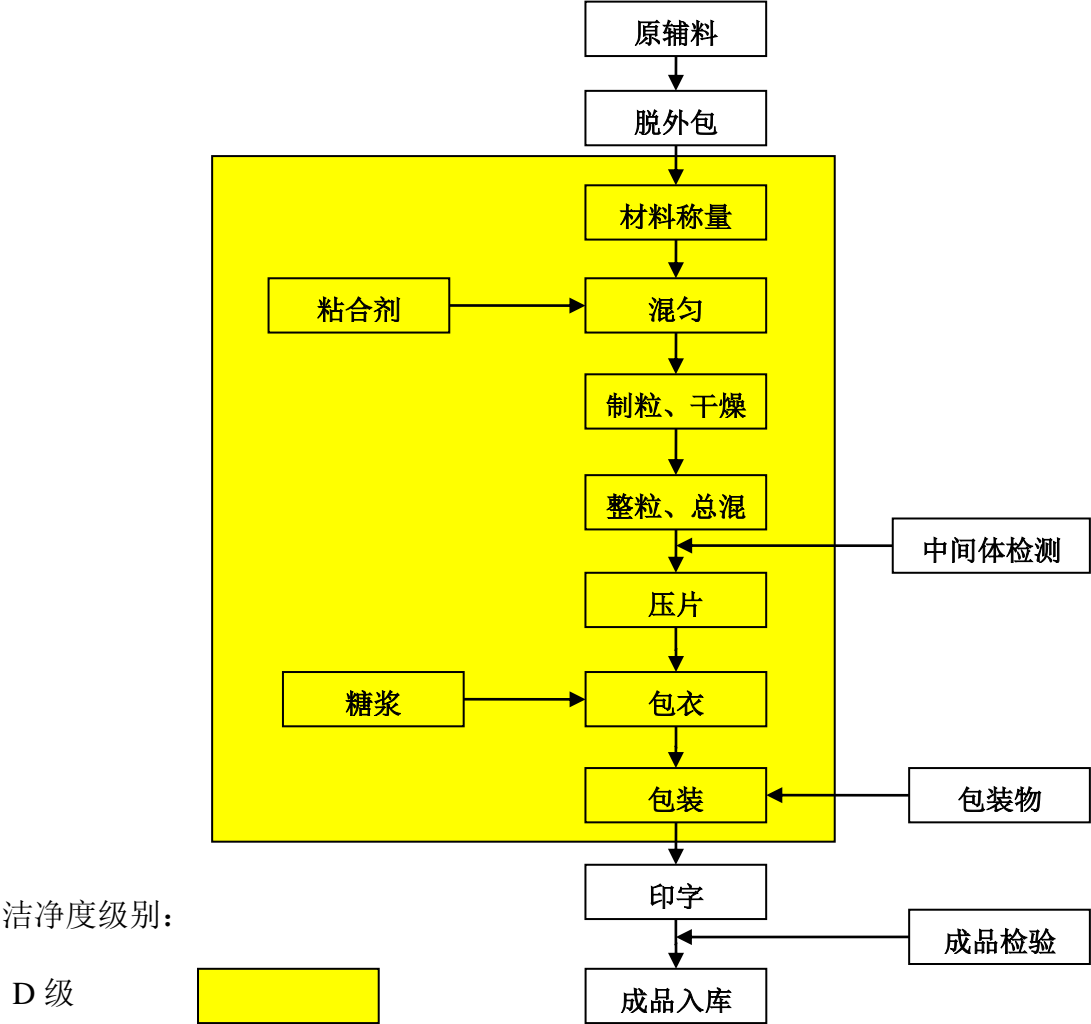 原辅料
脱外包
材料称量
粘合剂
混匀
制粒、干燥
整粒、总混
中间体检测
压片
糖浆
包衣
包装
包装物
印字
洁净度级别：
成品检验
D 级
成品入库